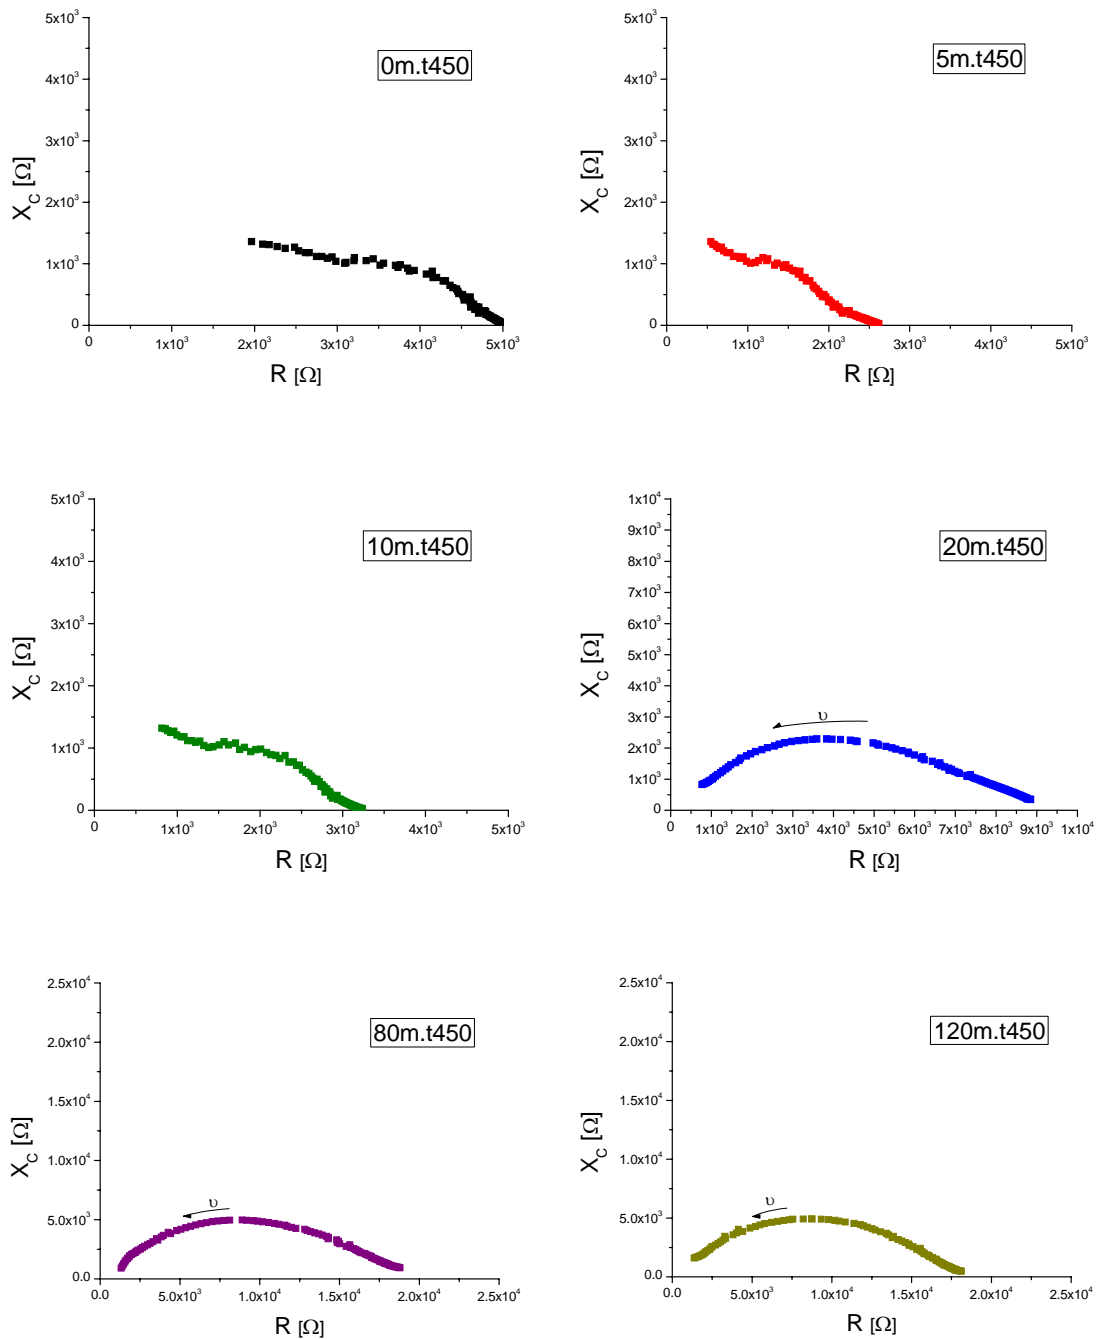 5x10³
4x10³
3x10³
2x10³
1x10³
0
X_C [Ω]
0m.t450
0 1x10³ 2x10³ 3x10³ 4x10³ 5x10³
R [Ω]
5x10³
4x10³
3x10³
2x10³
1x10³
0
X_C [Ω]
5m.t450
0 1x10³ 2x10³ 3x10³ 4x10³ 5x10³
R [Ω]
5x10³
4x10³
3x10³
2x10³
1x10³
0
X_C [Ω]
10m.t450
0 1x10³ 2x10³ 3x10³ 4x10³ 5x10³
R [Ω]
1x10⁴
9x10³
8x10³
7x10³
6x10³
5x10³
4x10³
3x10³
2x10³
1x10³
0
X_C [Ω]
20m.t450
υ
0 1x10³ 2x10³ 3x10³ 4x10³ 5x10³ 6x10³ 7x10³ 8x10³ 9x10³ 1x10⁴
R [Ω]
2.5x10⁴
2.0x10⁴
1.5x10⁴
1.0x10⁴
5.0x10³
0.0
X_C [Ω]
80m.t450
υ
0.0 5.0x10³ 1.0x10⁴ 1.5x10⁴ 2.0x10⁴ 2.5x10⁴
R [Ω]
2.5x10⁴
2.0x10⁴
1.5x10⁴
1.0x10⁴
5.0x10³
0.0
X_C [Ω]
120m.t450
υ
0.0 5.0x10³ 1.0x10⁴ 1.5x10⁴ 2.0x10⁴ 2.5x10⁴
R [Ω]